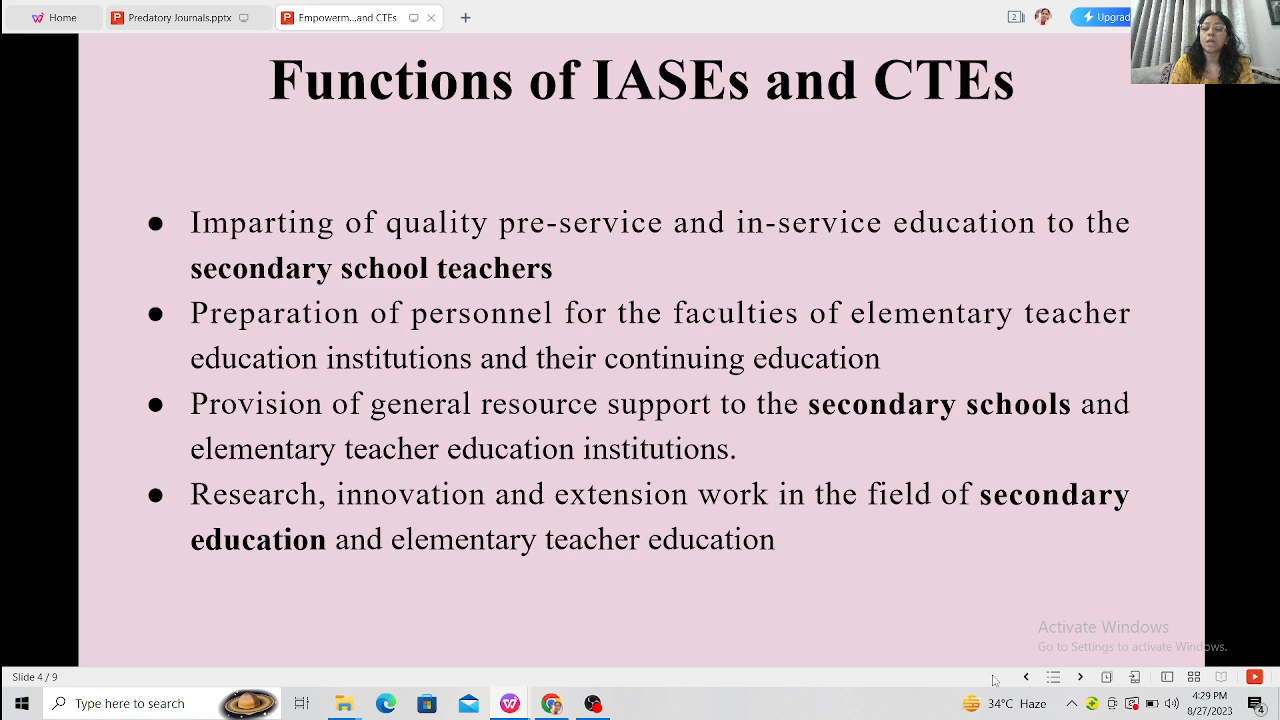 Home
Predatory Journals.pptx
Empowerm...and CTEs
2
Upgrad
Functions of IASEs and CTEs
● Imparting of quality pre-service and in-service education to the
secondary school teachers
● Preparation of personnel for the faculties of elementary teacher
education institutions and their continuing education
● Provision of general resource support to the secondary schools and
elementary teacher education institutions.
● Research, innovation and extension work in the field of secondary
education and elementary teacher education
Activate Windows
Go to Settings to activate Windows.
Slide 4 / 9
Type here to search
34°C Haze
4:29 PM
8/27/2023
4